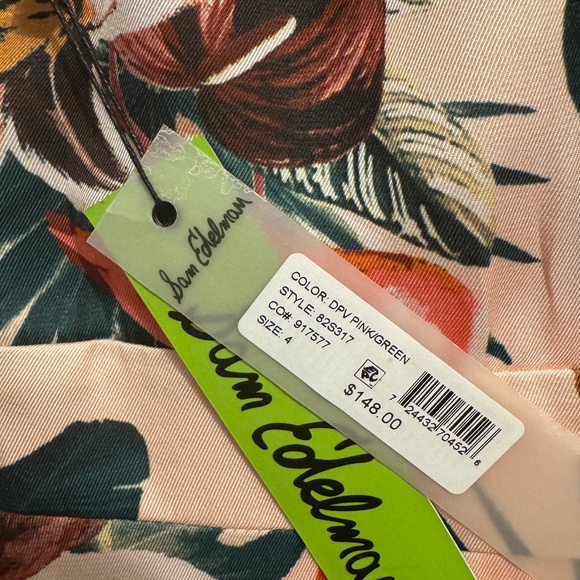 Sam Edelman
COLOR: DPV PINK/GREEN
STYLE: 82S317
CO#: 917577
SIZE: 4
$148.00
7 24432 70452 6
Sam Edelman